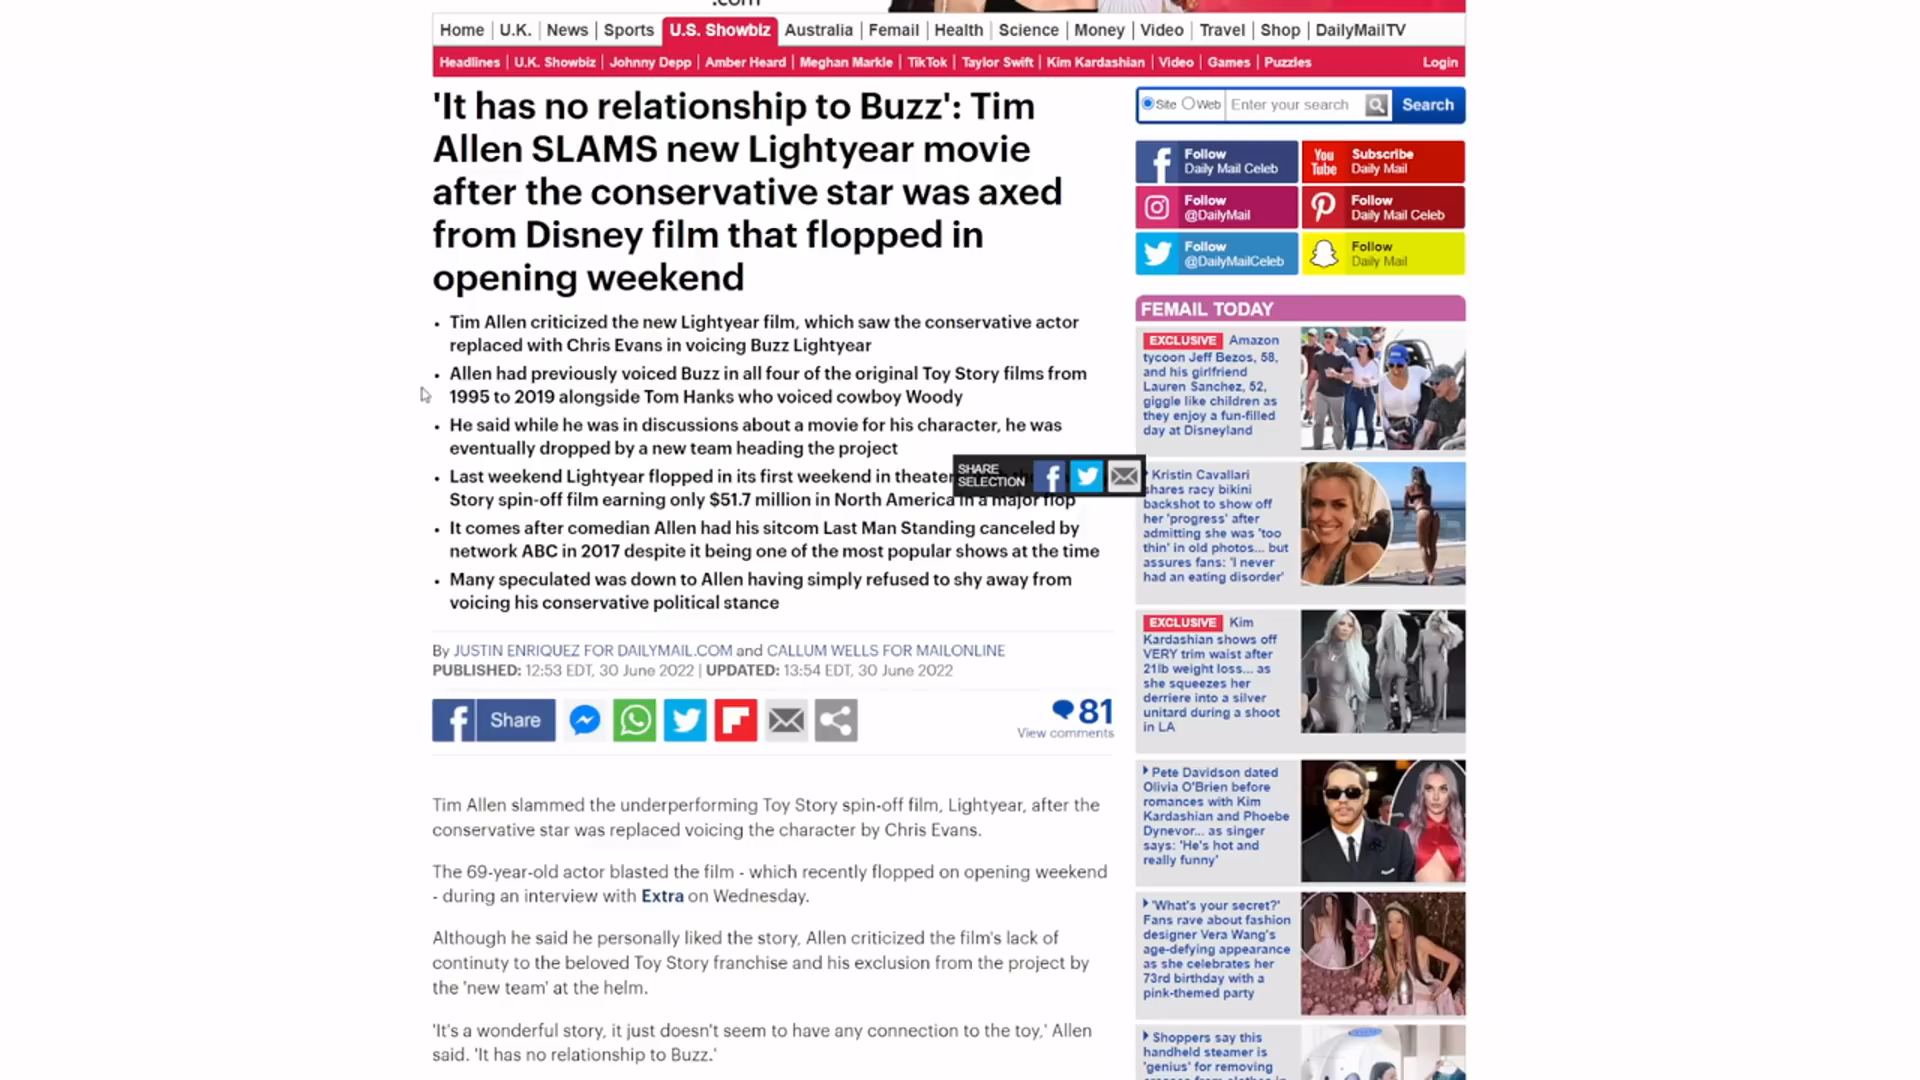 .com
Home U.K. News Sports U.S. Showbiz Australia Femail Health Science Money Video Travel Shop DailyMailTV
Headlines U.K. Showbiz Johnny Depp Amber Heard Meghan Markle TikTok Taylor Swift Kim Kardashian Video Games Puzzles Login
'It has no relationship to Buzz': Tim
Allen SLAMS new Lightyear movie
after the conservative star was axed
from Disney film that flopped in
opening weekend
Tim Allen criticized the new Lightyear film, which saw the conservative actor
replaced with Chris Evans in voicing Buzz Lightyear
Allen had previously voiced Buzz in all four of the original Toy Story films from
1995 to 2019 alongside Tom Hanks who voiced cowboy Woody
He said while he was in discussions about a movie for his character, he was
eventually dropped by a new team heading the project
Last weekend Lightyear flopped in its first weekend in theater
Story spin-off film earning only $51.7 million in North America in a major flop
It comes after comedian Allen had his sitcom Last Man Standing canceled by
network ABC in 2017 despite it being one of the most popular shows at the time
Many speculated was down to Allen having simply refused to shy away from
voicing his conservative political stance
SHARE
SELECTION
By JUSTIN ENRIQUEZ FOR DAILYMAIL.COM and CALLUM WELLS FOR MAILONLINE
PUBLISHED: 12:53 EDT, 30 June 2022 | UPDATED: 13:54 EDT, 30 June 2022
Share
81
View comments
Tim Allen slammed the underperforming Toy Story spin-off film, Lightyear, after the
conservative star was replaced voicing the character by Chris Evans.
The 69-year-old actor blasted the film - which recently flopped on opening weekend
- during an interview with Extra on Wednesday.
Although he said he personally liked the story, Allen criticized the film's lack of
continuty to the beloved Toy Story franchise and his exclusion from the project by
the 'new team' at the helm.
'It's a wonderful story, it just doesn't seem to have any connection to the toy,' Allen
said. 'It has no relationship to Buzz.'
Site Web Enter your search Search
Follow
Daily Mail Celeb
You
Tube
Subscribe
Daily Mail
Follow
@DailyMail
Follow
Daily Mail Celeb
Follow
@DailyMailCeleb
Follow
Daily Mail
FEMAIL TODAY
EXCLUSIVE Amazon
tycoon Jeff Bezos, 58,
and his girlfriend
Lauren Sanchez, 52,
giggle like children as
they enjoy a fun-filled
day at Disneyland
Kristin Cavallari
shares racy bikini
backshot to show off
her 'progress' after
admitting she was 'too
thin' in old photos... but
assures fans: 'I never
had an eating disorder'
EXCLUSIVE Kim
Kardashian shows off
VERY trim waist after
21lb weight loss... as
she squeezes her
derriere into a silver
unitard during a shoot
in LA
Pete Davidson dated
Olivia O'Brien before
romances with Kim
Kardashian and Phoebe
Dynevor... as singer
says: 'He's hot and
really funny'
'What's your secret?'
Fans rave about fashion
designer Vera Wang's
age-defying appearance
as she celebrates her
73rd birthday with a
pink-themed party
Shoppers say this
handheld steamer is
'genius' for removing